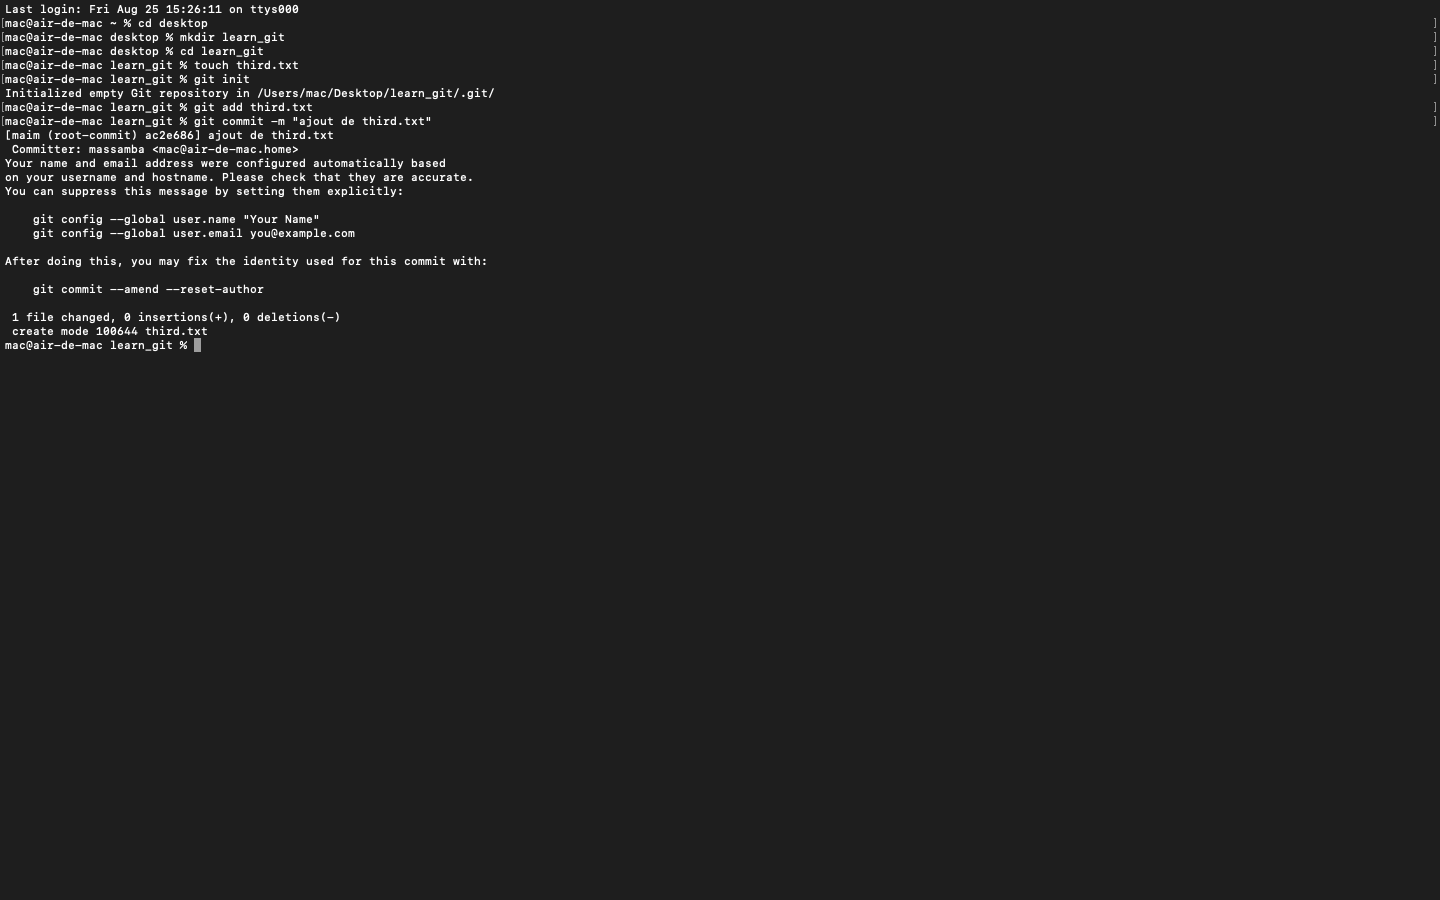 Last login: Fri Aug 25 15:26:11 on ttys000
[mac@air-de-mac ~ % cd desktop ]
[mac@air-de-mac desktop % mkdir learn_git ]
[mac@air-de-mac desktop % cd learn_git ]
[mac@air-de-mac learn_git % touch third.txt ]
[mac@air-de-mac learn_git % git init ]
Initialized empty Git repository in /Users/mac/Desktop/learn_git/.git/
[mac@air-de-mac learn_git % git add third.txt ]
[mac@air-de-mac learn_git % git commit -m "ajout de third.txt" ]
[maim (root-commit) ac2e686] ajout de third.txt
 Committer: massamba <mac@air-de-mac.home>
Your name and email address were configured automatically based
on your username and hostname. Please check that they are accurate.
You can suppress this message by setting them explicitly:

    git config --global user.name "Your Name"
    git config --global user.email you@example.com

After doing this, you may fix the identity used for this commit with:

    git commit --amend --reset-author

 1 file changed, 0 insertions(+), 0 deletions(-)
 create mode 100644 third.txt
mac@air-de-mac learn_git %